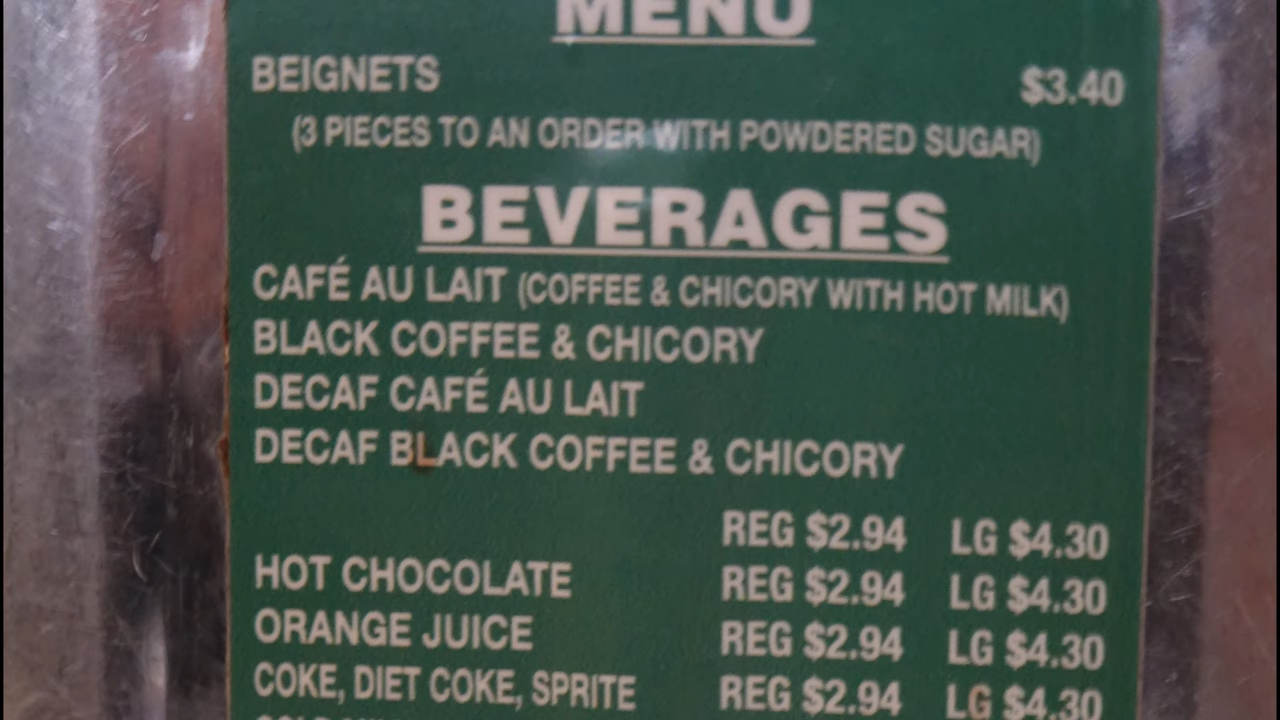 MENU
BEIGNETS $3.40
(3 PIECES TO AN ORDER WITH POWDERED SUGAR)
BEVERAGES
CAFÉ AU LAIT (COFFEE & CHICORY WITH HOT MILK)
BLACK COFFEE & CHICORY
DECAF CAFÉ AU LAIT
DECAF BLACK COFFEE & CHICORY
REG $2.94 LG $4.30
HOT CHOCOLATE REG $2.94 LG $4.30
ORANGE JUICE REG $2.94 LG $4.30
COKE, DIET COKE, SPRITE REG $2.94 LG $4.30